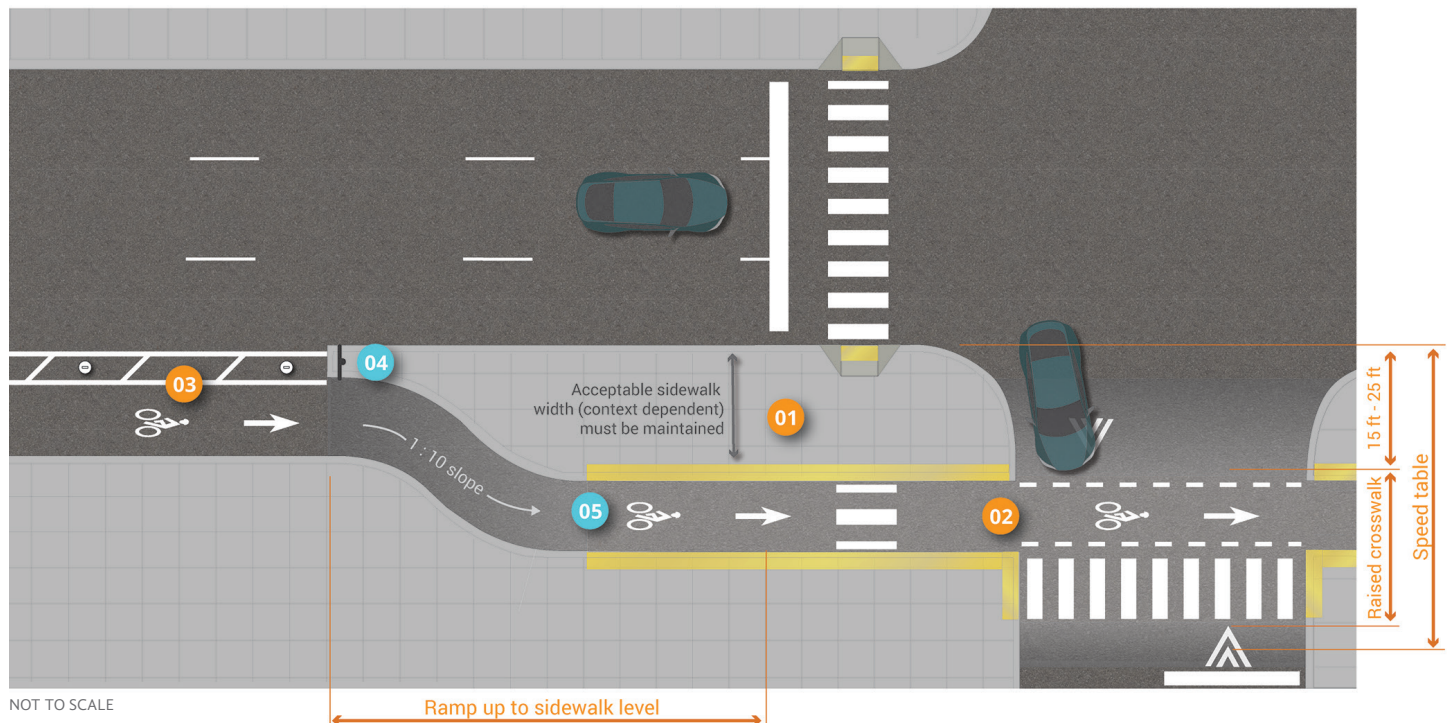 04
03
Acceptable sidewalk
width (context dependent)
must be maintained
01
15 ft - 25 ft
1 : 10 slope
05
02
Raised crosswalk
Speed table
NOT TO SCALE
Ramp up to sidewalk level